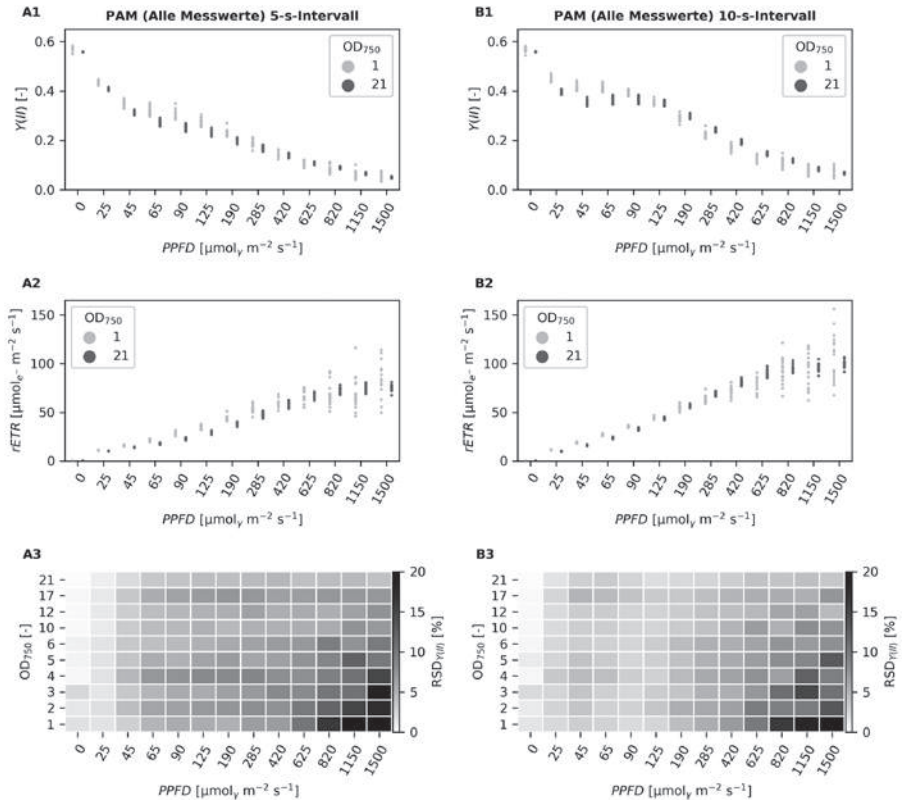 A1 PAM (Alle Messwerte) 5-s-Intervall
0.6
0.4
0.2
0.0
Y(II) [-]
OD750
1
21
0 25 45 65 90 125 190 285 420 625 820 1150 1500
PPFD [µmolγ m⁻² s⁻¹]
B1 PAM (Alle Messwerte) 10-s-Intervall
0.6
0.4
0.2
0.0
Y(II) [-]
OD750
1
21
0 25 45 65 90 125 190 285 420 625 820 1150 1500
PPFD [µmolγ m⁻² s⁻¹]
A2
150
100
50
0
rETR [µmole⁻ m⁻² s⁻¹]
OD750
1
21
0 25 45 65 90 125 190 285 420 625 820 1150 1500
PPFD [µmolγ m⁻² s⁻¹]
B2
150
100
50
0
rETR [µmole⁻ m⁻² s⁻¹]
OD750
1
21
0 25 45 65 90 125 190 285 420 625 820 1150 1500
PPFD [µmolγ m⁻² s⁻¹]
A3
21
17
12
10
6
5
4
3
2
1
OD750 [-]
20
15
10
5
0
RSDY(II) [%]
0 25 45 65 90 125 190 285 420 625 820 1150 1500
PPFD [µmolγ m⁻² s⁻¹]
B3
21
17
12
10
6
5
4
3
2
1
OD750 [-]
20
15
10
5
0
RSDY(II) [%]
0 25 45 65 90 125 190 285 420 625 820 1150 1500
PPFD [µmolγ m⁻² s⁻¹]